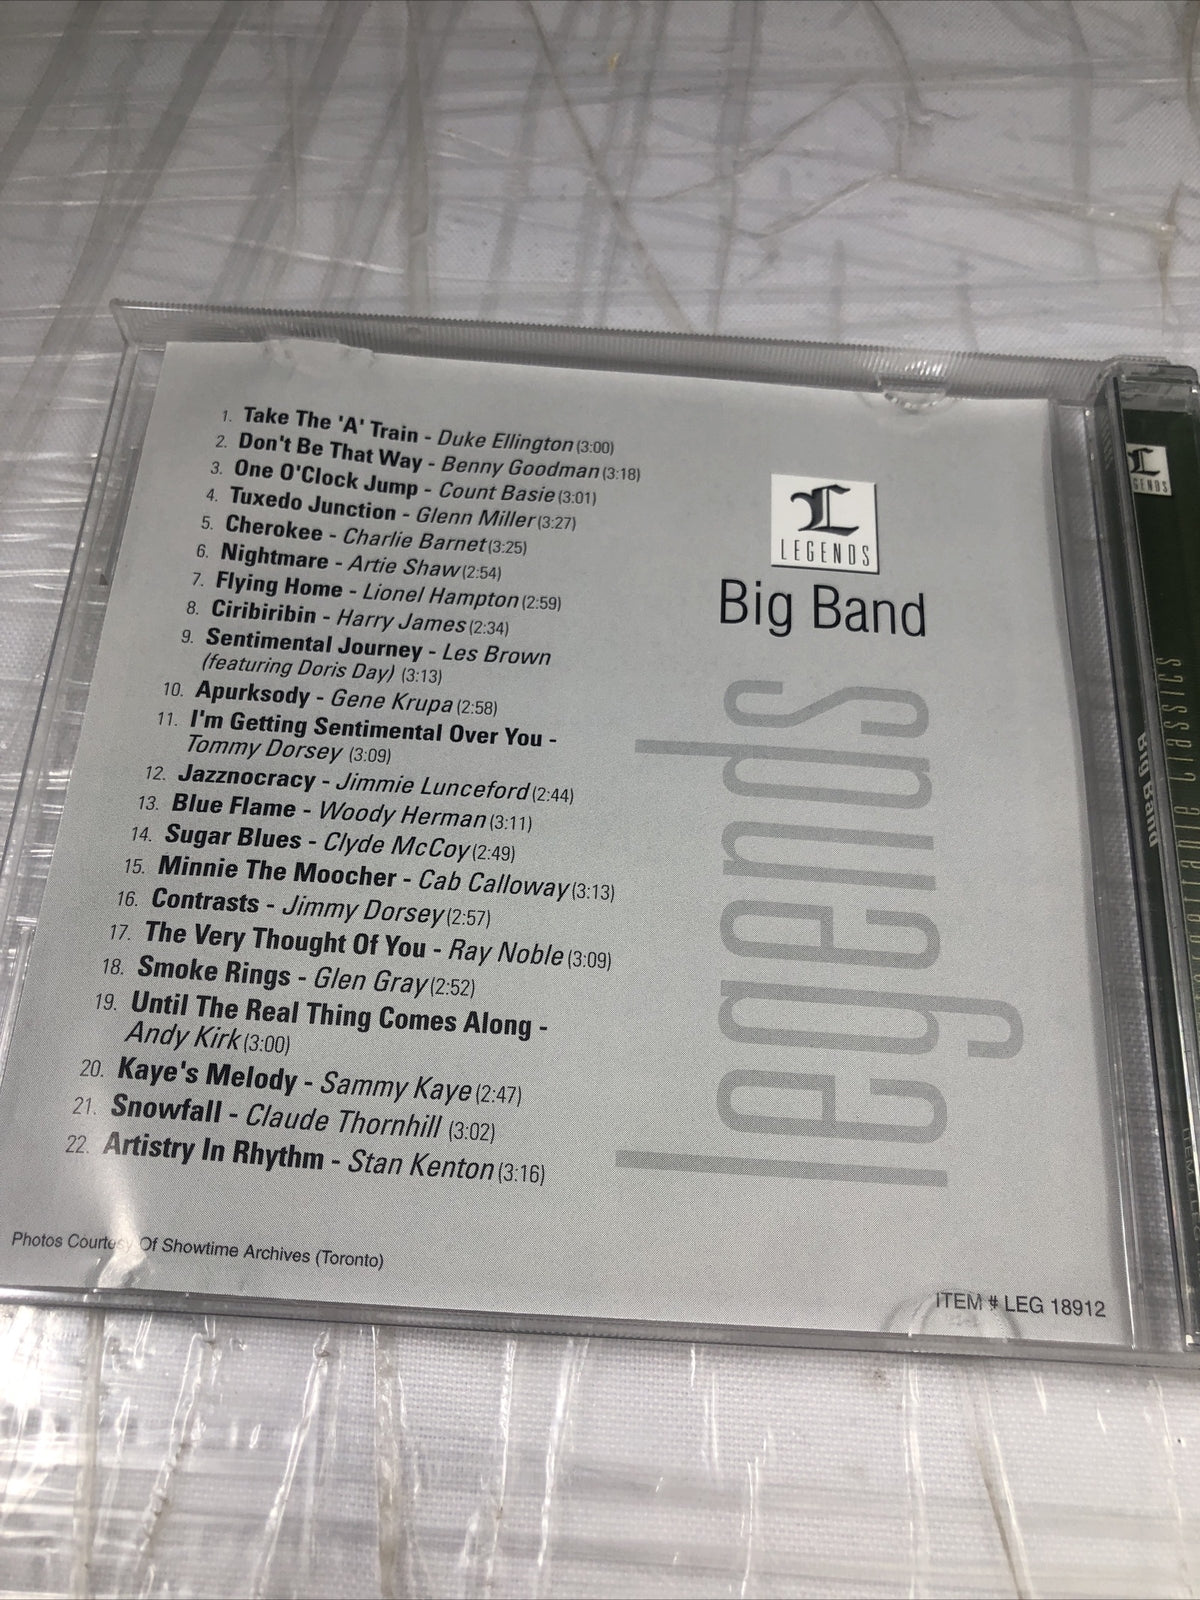 1. Take The 'A' Train - Duke Ellington (3:00)
2. Don't Be That Way - Benny Goodman (3:18)
3. One O'Clock Jump - Count Basie (3:01)
4. Tuxedo Junction - Glenn Miller (3:27)
5. Cherokee - Charlie Barnet (3:25)
6. Nightmare - Artie Shaw (2:54)
7. Flying Home - Lionel Hampton (2:59)
8. Ciribiribin - Harry James (2:34)
9. Sentimental Journey - Les Brown
(featuring Doris Day) (3:13)
10. Apurksody - Gene Krupa (2:58)
11. I'm Getting Sentimental Over You -
Tommy Dorsey (3:09)
12. Jazznocracy - Jimmie Lunceford (2:44)
13. Blue Flame - Woody Herman (3:11)
14. Sugar Blues - Clyde McCoy (2:49)
15. Minnie The Moocher - Cab Calloway (3:13)
16. Contrasts - Jimmy Dorsey (2:57)
17. The Very Thought Of You - Ray Noble (3:09)
18. Smoke Rings - Glen Gray (2:52)
19. Until The Real Thing Comes Along -
Andy Kirk (3:00)
20. Kaye's Melody - Sammy Kaye (2:47)
21. Snowfall - Claude Thornhill (3:02)
22. Artistry In Rhythm - Stan Kenton (3:16)
Photos Courtesy Of Showtime Archives (Toronto)
L
LEGENDS
Big Band
legends
ITEM # LEG 18912
L
GENDS
Big Band
Classics